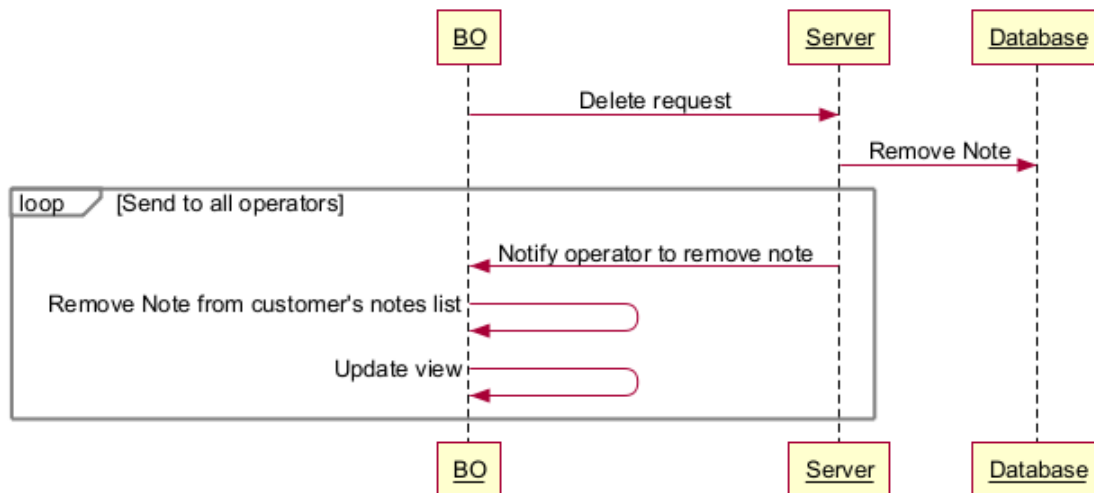 BO Server Database
Delete request
Remove Note
loop [Send to all operators]
Notify operator to remove note
Remove Note from customer's notes list
Update view
BO Server Database